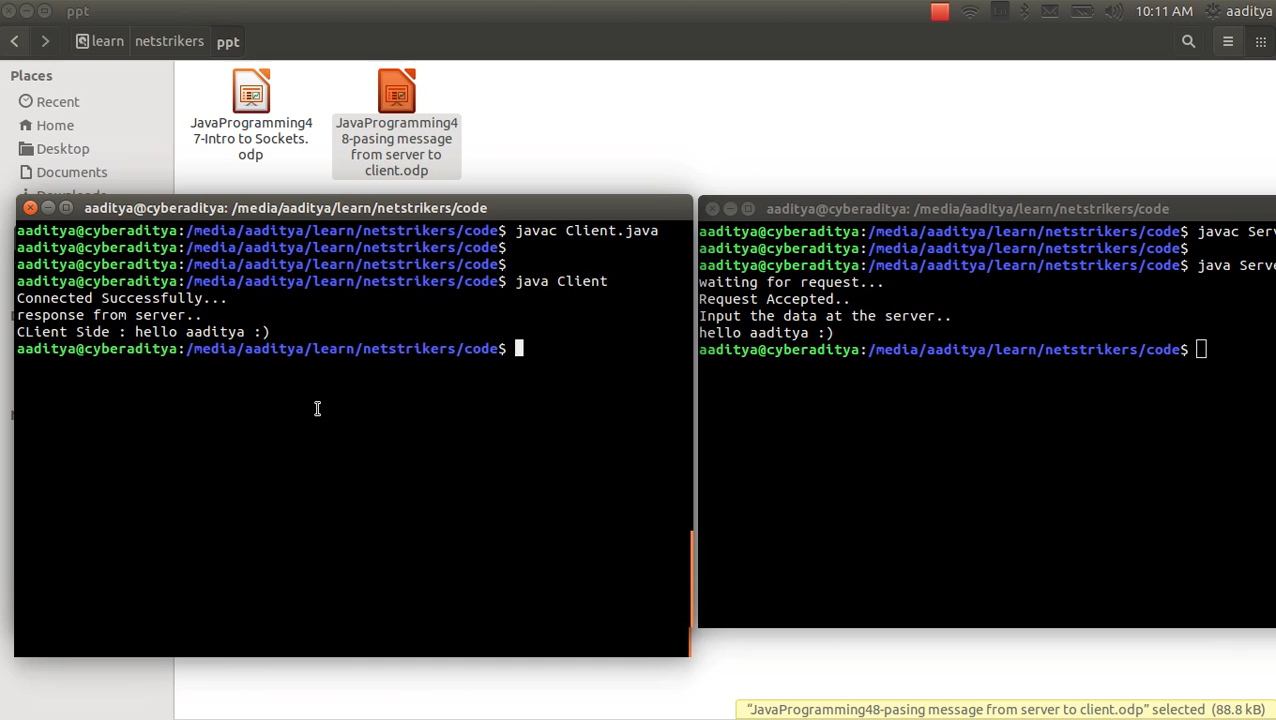 ppt
10:11 AM
aaditya
learn
netstrikers
ppt
Places
Recent
Home
Desktop
Documents
JavaProgramming4
7-Intro to Sockets.
odp
JavaProgramming4
8-pasing message
from server to
client.odp
aaditya@cyberaditya: /media/aaditya/learn/netstrikers/code
aaditya@cyberaditya:/media/aaditya/learn/netstrikers/code$ javac Client.java
aaditya@cyberaditya:/media/aaditya/learn/netstrikers/code$
aaditya@cyberaditya:/media/aaditya/learn/netstrikers/code$
aaditya@cyberaditya:/media/aaditya/learn/netstrikers/code$ java Client
Connected Successfully...
response from server..
CLient Side : hello aaditya :)
aaditya@cyberaditya:/media/aaditya/learn/netstrikers/code$
aaditya@cyberaditya: /media/aaditya/learn/netstrikers/code
aaditya@cyberaditya:/media/aaditya/learn/netstrikers/code$ javac Serv
aaditya@cyberaditya:/media/aaditya/learn/netstrikers/code$
aaditya@cyberaditya:/media/aaditya/learn/netstrikers/code$ java Serve
waiting for request...
Request Accepted..
Input the data at the server..
hello aaditya :)
aaditya@cyberaditya:/media/aaditya/learn/netstrikers/code$
“JavaProgramming48-pasing message from server to client.odp” selected (88.8 kB)